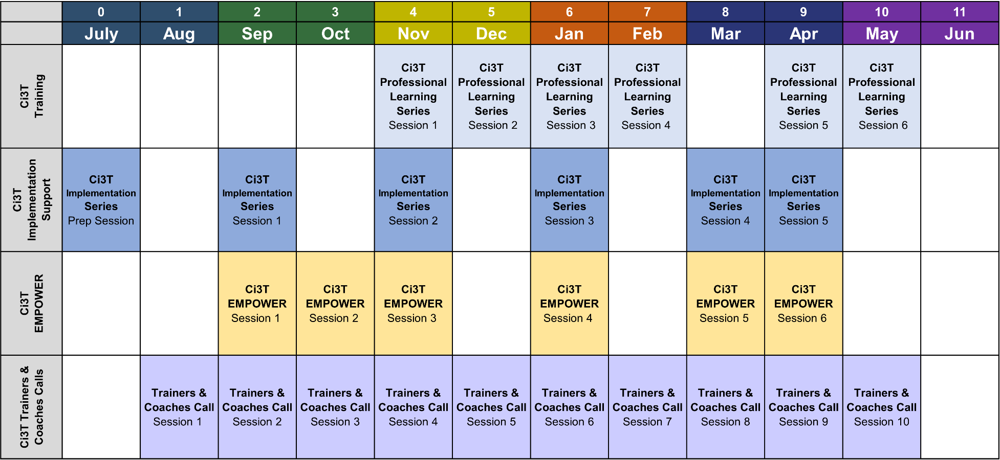 0
1
2
3
4
5
6
7
8
9
10
11
July
Aug
Sep
Oct
Nov
Dec
Jan
Feb
Mar
Apr
May
Jun
Ci3T
Training
Ci3T
Professional
Learning
Series
Session 1
Ci3T
Professional
Learning
Series
Session 2
Ci3T
Professional
Learning
Series
Session 3
Ci3T
Professional
Learning
Series
Session 4
Ci3T
Professional
Learning
Series
Session 5
Ci3T
Professional
Learning
Series
Session 6
Ci3T
Implementation
Support
Ci3T
Implementation
Series
Prep Session
Ci3T
Implementation
Series
Session 1
Ci3T
Implementation
Series
Session 2
Ci3T
Implementation
Series
Session 3
Ci3T
Implementation
Series
Session 4
Ci3T
Implementation
Series
Session 5
Ci3T
EMPOWER
Ci3T
EMPOWER
Session 1
Ci3T
EMPOWER
Session 2
Ci3T
EMPOWER
Session 3
Ci3T
EMPOWER
Session 4
Ci3T
EMPOWER
Session 5
Ci3T
EMPOWER
Session 6
Ci3T Trainers &
Coaches Calls
Trainers &
Coaches Call
Session 1
Trainers &
Coaches Call
Session 2
Trainers &
Coaches Call
Session 3
Trainers &
Coaches Call
Session 4
Trainers &
Coaches Call
Session 5
Trainers &
Coaches Call
Session 6
Trainers &
Coaches Call
Session 7
Trainers &
Coaches Call
Session 8
Trainers &
Coaches Call
Session 9
Trainers &
Coaches Call
Session 10